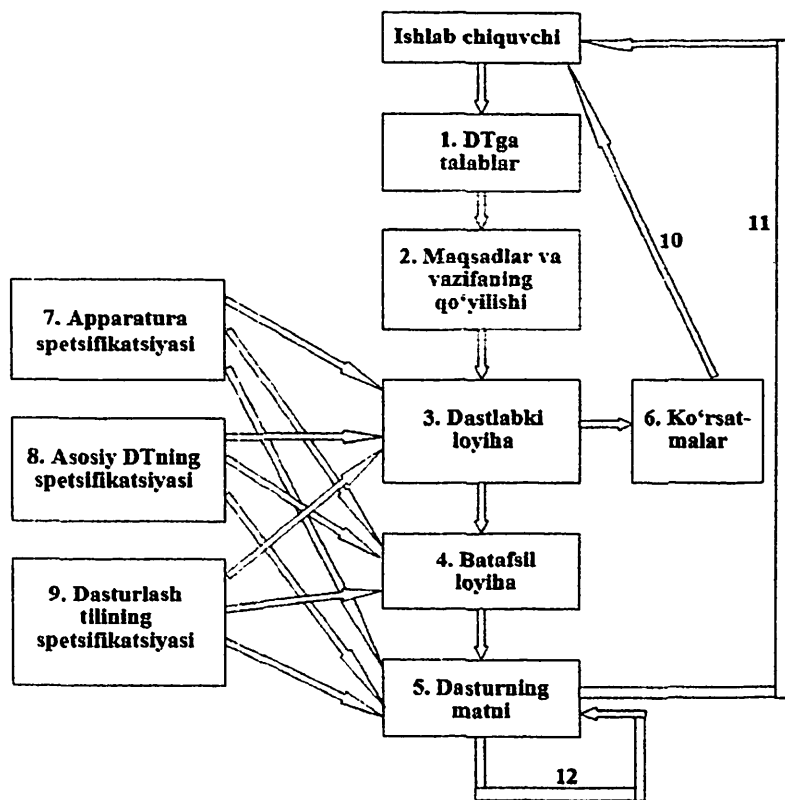 Ishlab chiquvchi
1. DTga
talablar
2. Maqsadlar va
vazifaning
qo‘yilishi
3. Dastlabki
loyiha
4. Batafsil
loyiha
5. Dasturning
matni
6. Ko‘rsat-
malar
7. Apparatura
spetsifikatsiyasi
8. Asosiy DTning
spetsifikatsiyasi
9. Dasturlash
tilining
spetsifikatsiyasi
10
11
12